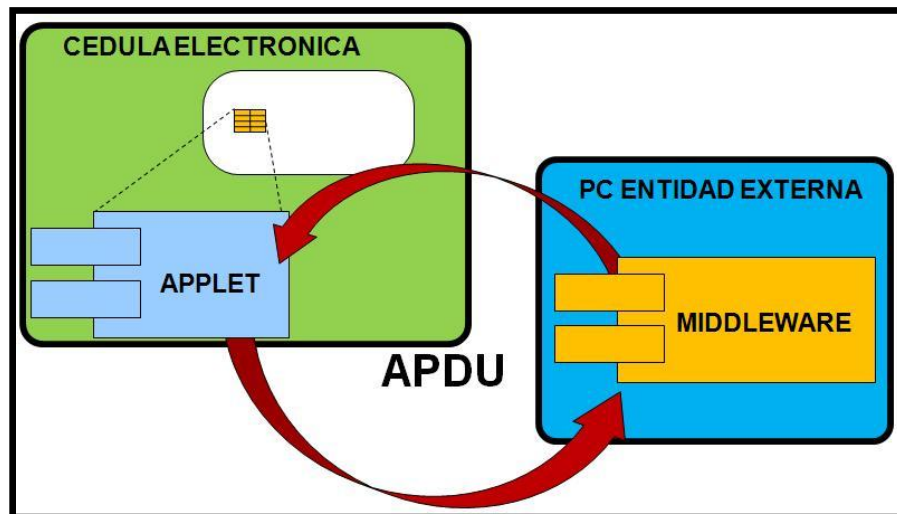 CEDULA ELECTRONICA
PC ENTIDAD EXTERNA
APPLET
MIDDLEWARE
APDU